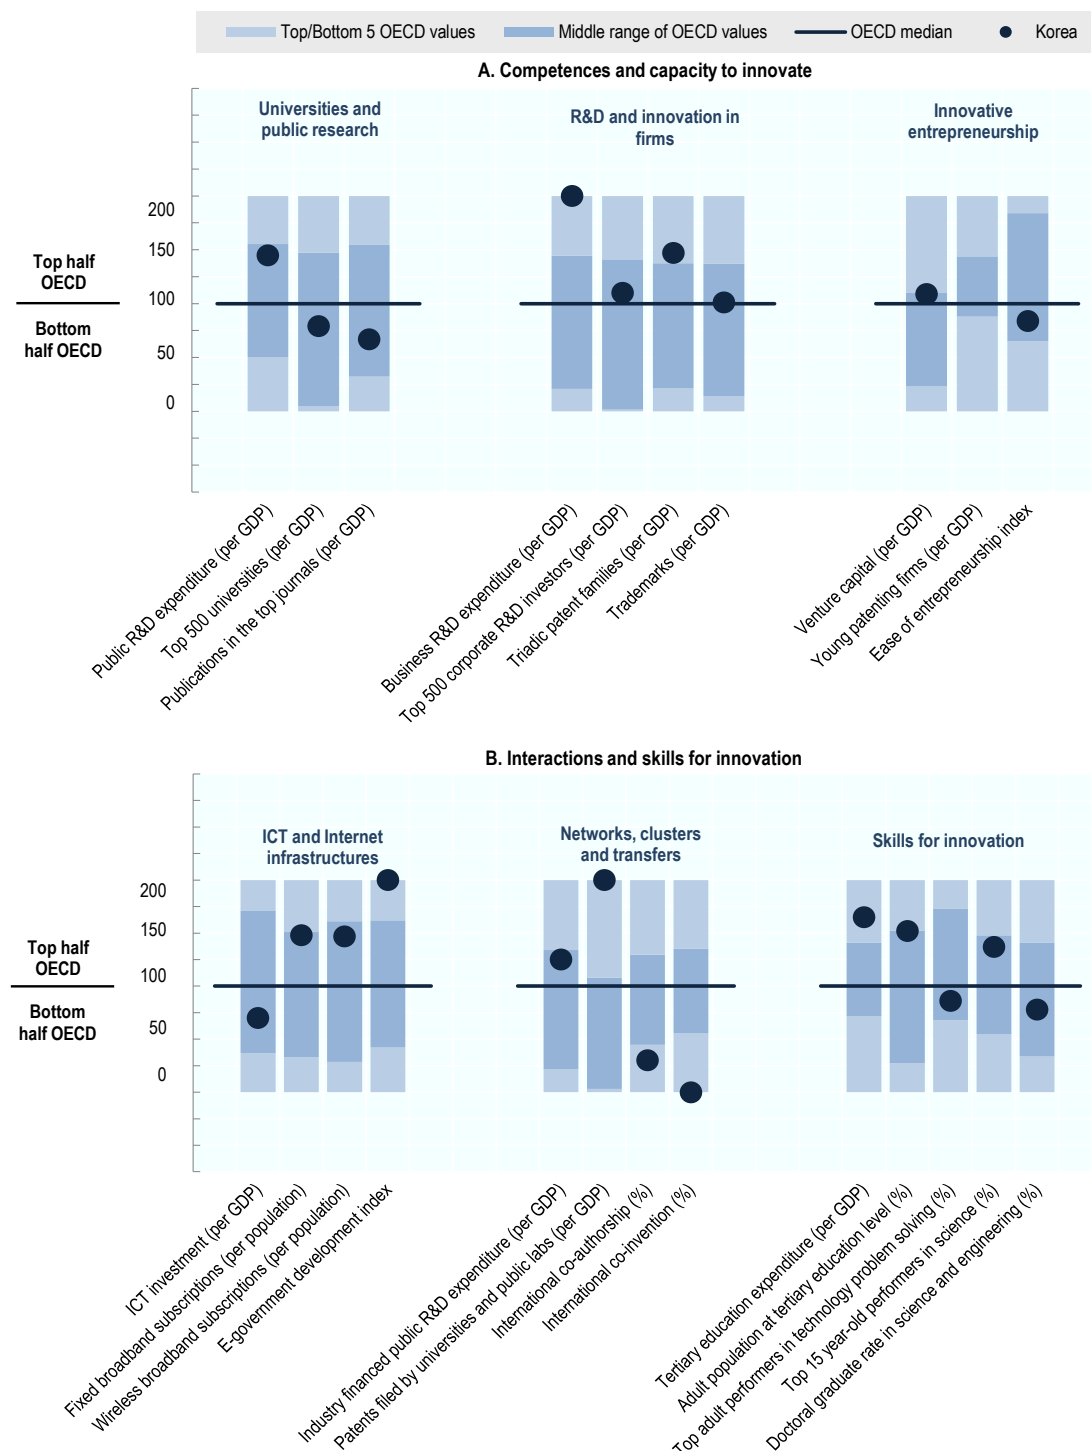 Top/Bottom 5 OECD values Middle range of OECD values OECD median Korea
A. Competences and capacity to innovate
Universities and
public research
R&D and innovation in
firms
Innovative
entrepreneurship
200
150
100
50
0
Top half
OECD
Bottom
half OECD
Public R&D expenditure (per GDP)
Top 500 universities (per GDP)
Publications in the top journals (per GDP)
Business R&D expenditure (per GDP)
Top 500 corporate R&D investors (per GDP)
Triadic patent families (per GDP)
Trademarks (per GDP)
Venture capital (per GDP)
Young patenting firms (per GDP)
Ease of entrepreneurship index
B. Interactions and skills for innovation
ICT and Internet
infrastructures
Networks, clusters
and transfers
Skills for innovation
200
150
100
50
0
Top half
OECD
Bottom
half OECD
ICT investment (per GDP)
Fixed broadband subscriptions (per population)
Wireless broadband subscriptions (per population)
E-government development index
Industry financed public R&D expenditure (per GDP)
Patents filed by universities and public labs (per GDP)
International co-authorship (%)
International co-invention (%)
Tertiary education expenditure (per GDP)
Adult population at tertiary education level (%)
Top adult performers in technology problem solving (%)
Top 15 year-old performers in science (%)
Doctoral graduate rate in science and engineering (%)